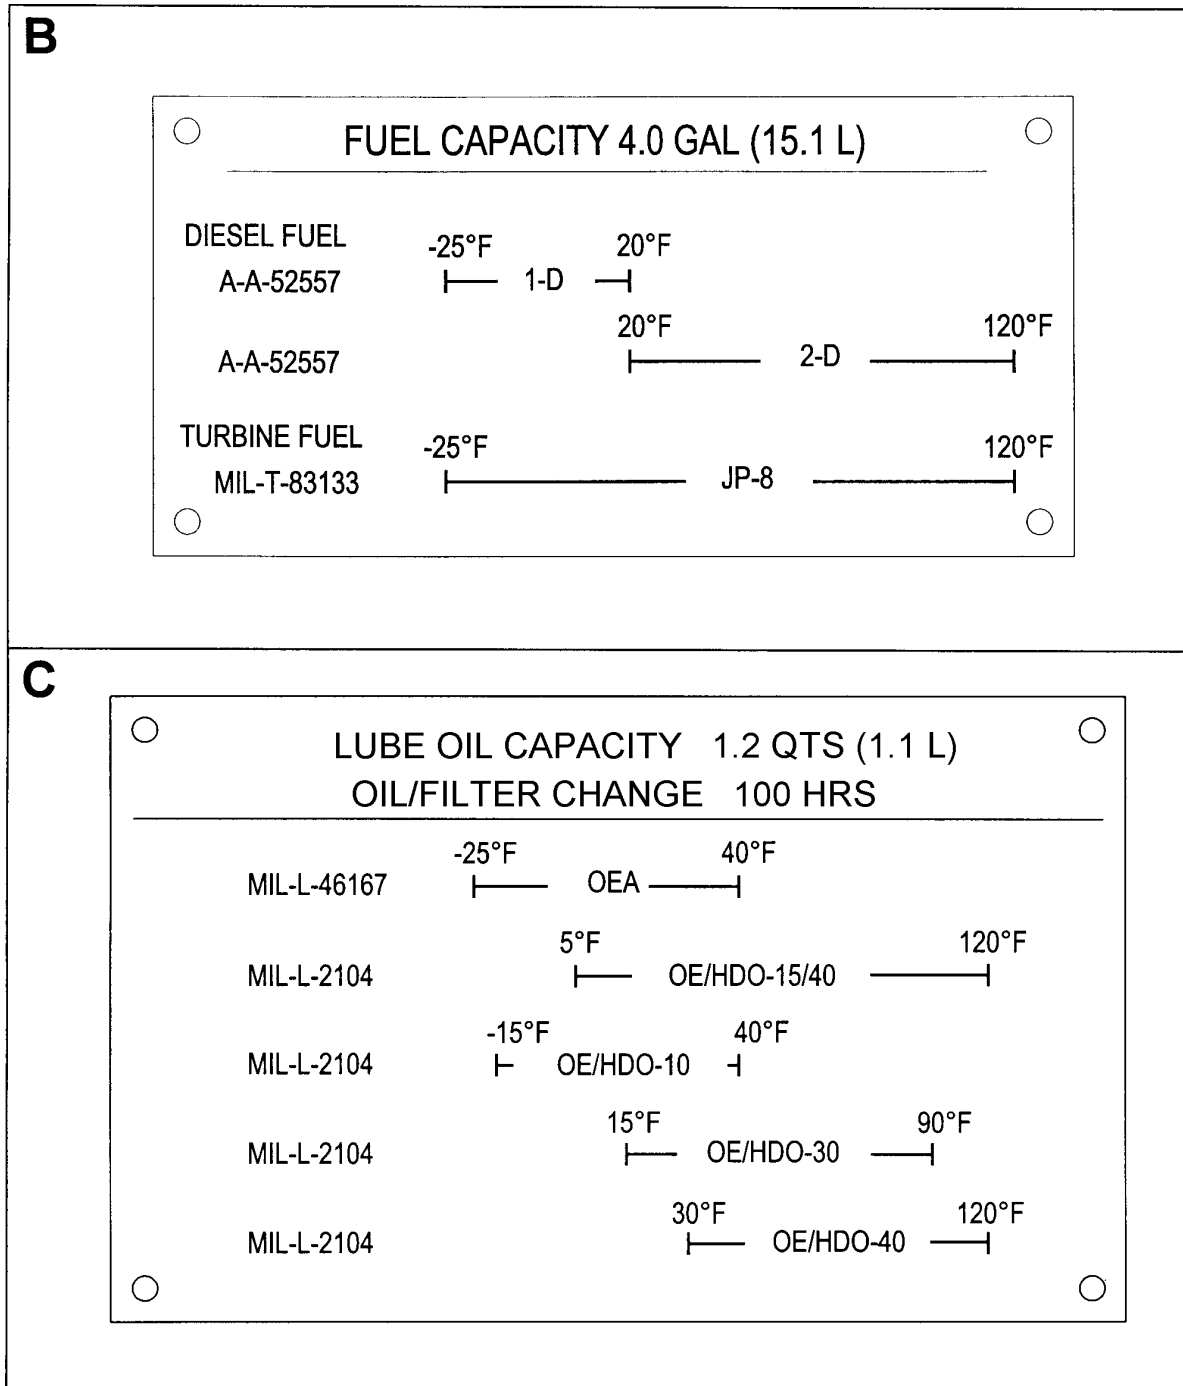 B
FUEL CAPACITY 4.0 GAL (15.1 L)
DIESEL FUEL -25°F 20°F
A-A-52557 1-D
20°F 120°F
A-A-52557 2-D
TURBINE FUEL -25°F 120°F
MIL-T-83133 JP-8
C
LUBE OIL CAPACITY 1.2 QTS (1.1 L)
OIL/FILTER CHANGE 100 HRS
-25°F 40°F
MIL-L-46167 OEA
5°F 120°F
MIL-L-2104 OE/HDO-15/40
-15°F 40°F
MIL-L-2104 OE/HDO-10
15°F 90°F
MIL-L-2104 OE/HDO-30
30°F 120°F
MIL-L-2104 OE/HDO-40